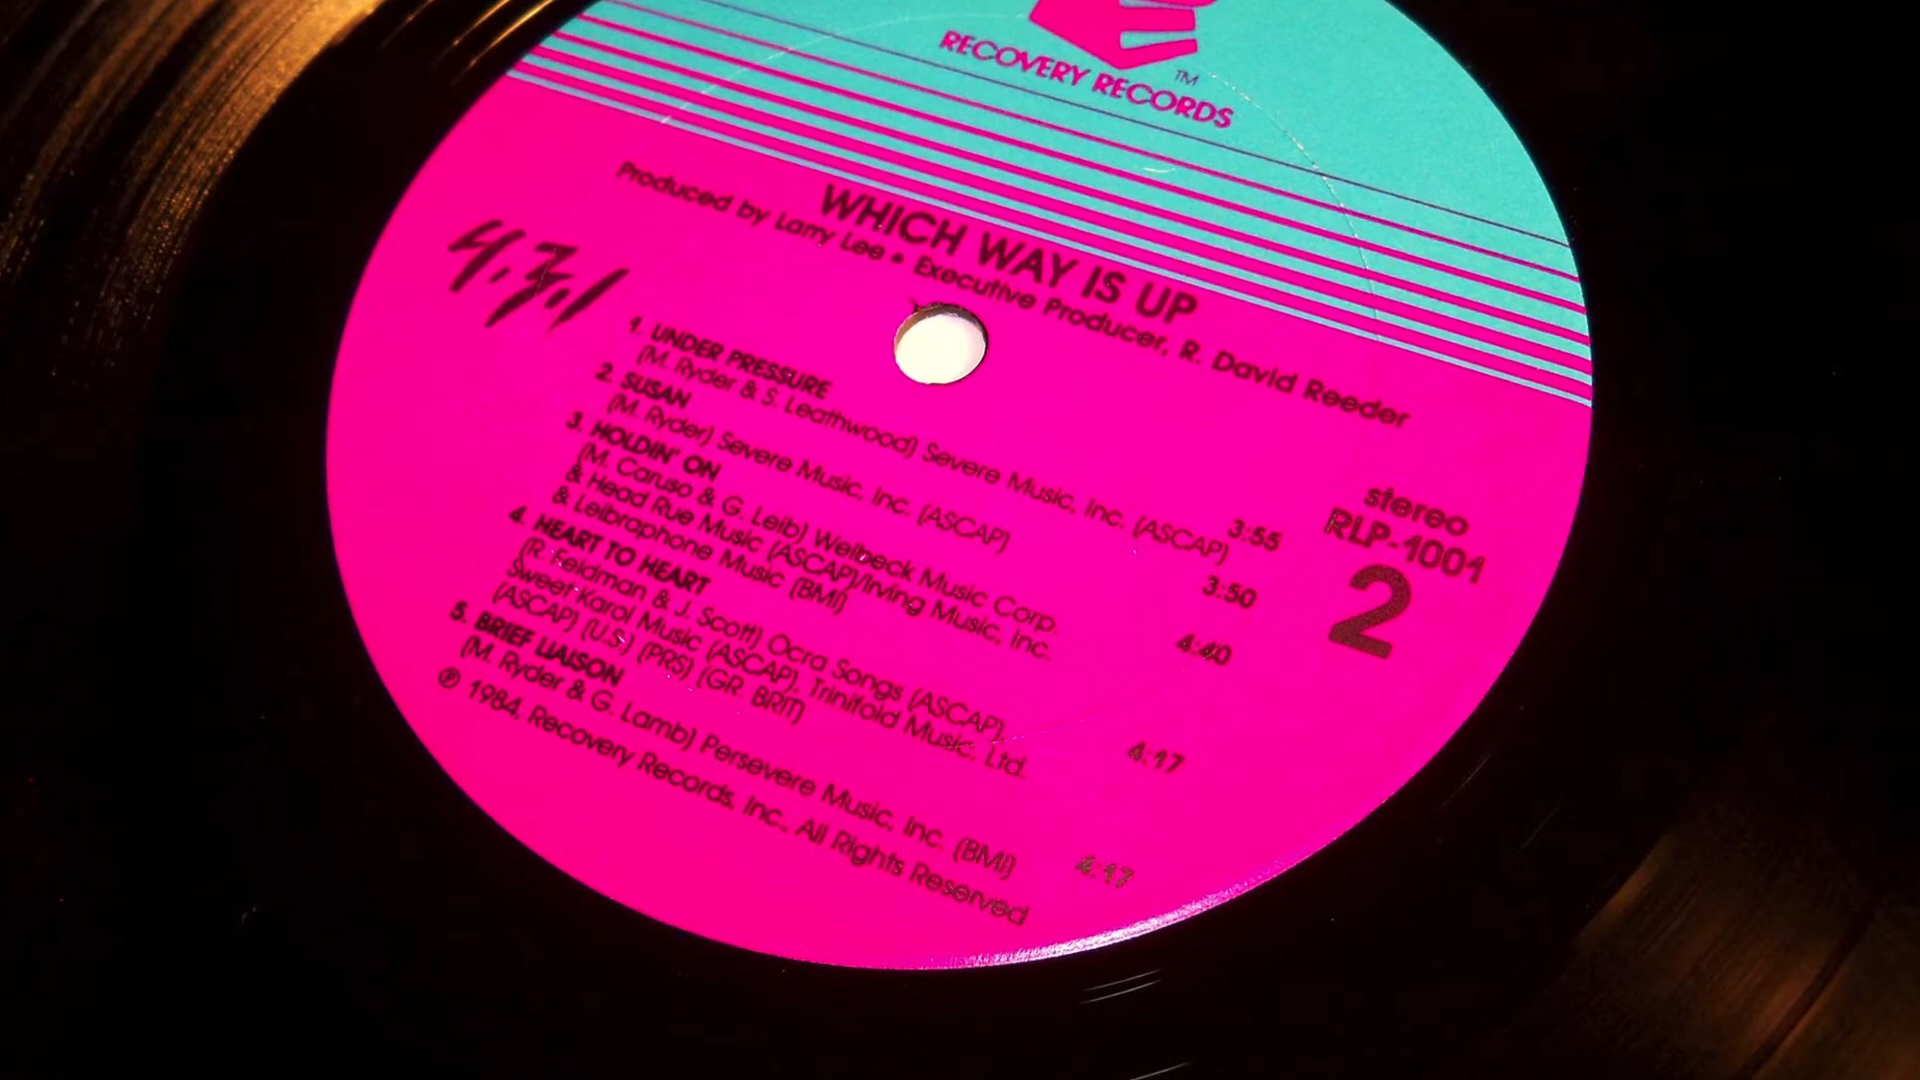 RECOVERY RECORDS
TM
WHICH WAY IS UP
Produced by Larry Lee • Executive Producer, R. David Reeder
4.3.1
1. UNDER PRESSURE
(M. Ryder & S. Leathwood) Severe Music, Inc. (ASCAP) 3:55
2. SUSAN
(M. Ryder) Severe Music, Inc. (ASCAP) 3:50
3. HOLDIN' ON
(M. Caruso & G. Leib) Welbeck Music Corp.
& Head Rue Music (ASCAP)/Irving Music, Inc.
& Leibraphone Music (BMI) 4:40
4. HEART TO HEART
(R. Feldman & J. Scott) Ocra Songs (ASCAP),
Sweet Karol Music (ASCAP), Trinifold Music, Ltd.
(ASCAP) (U.S.) (PRS) (GR. BRIT) 4:17
5. BRIEF LIAISON
(M. Ryder & G. Lamb) Persevere Music, Inc. (BMI) 4:17
℗ 1984, Recovery Records, Inc., All Rights Reserved
stereo
RLP-1001
2